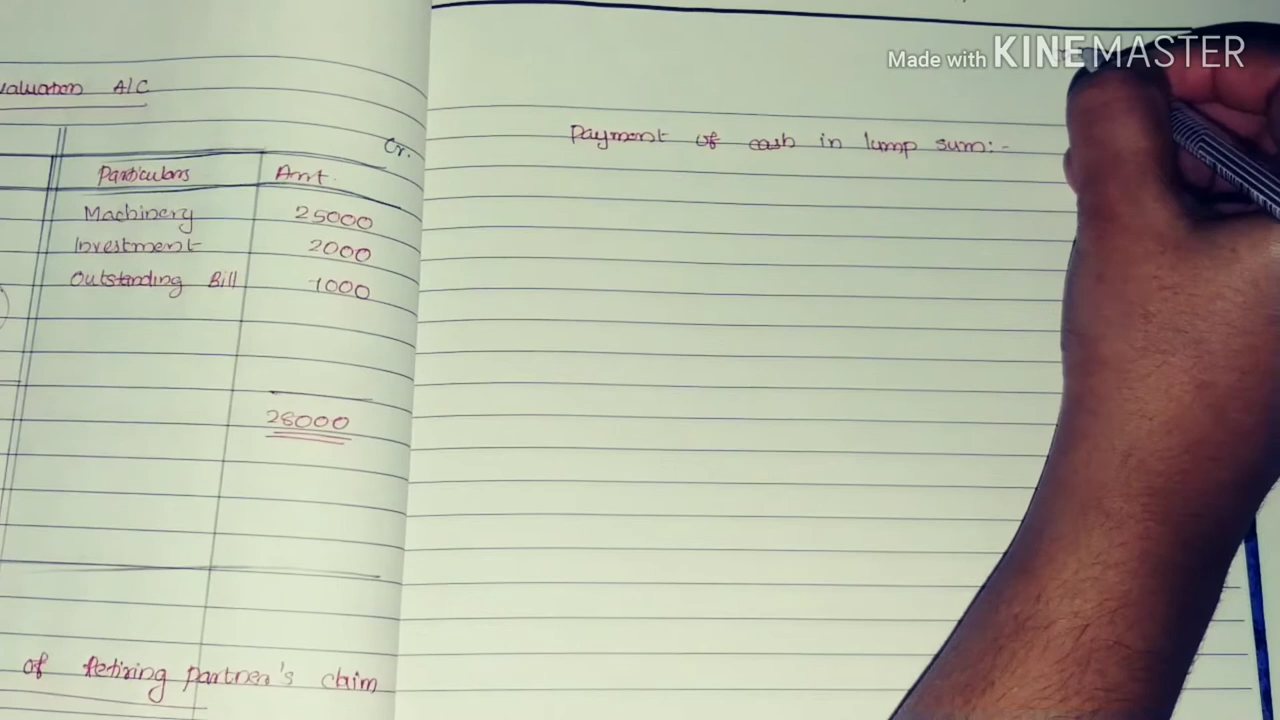 Made with KINEMASTER
valuation A/C
Cr.
Particulars Amt.
Machinery 25000
Investment 2000
Outstanding Bill 1000
28000
of Retiring partner's claim
Payment of cash in lump sum:-